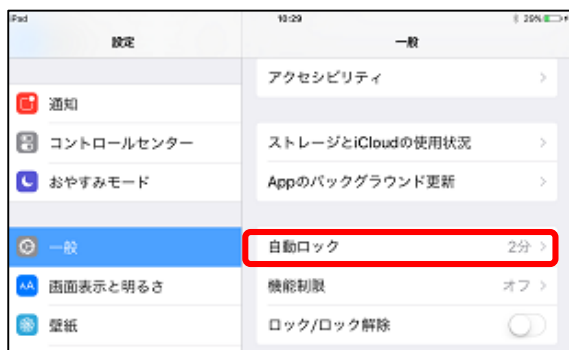 iPad 10:29 29%
設定
一般
アクセシビリティ
通知
コントロールセンター
ストレージとiCloudの使用状況
おやすみモード
Appのバックグラウンド更新
一般
自動ロック 2分
画面表示と明るさ
機能制限 オフ
壁紙
ロック/ロック解除